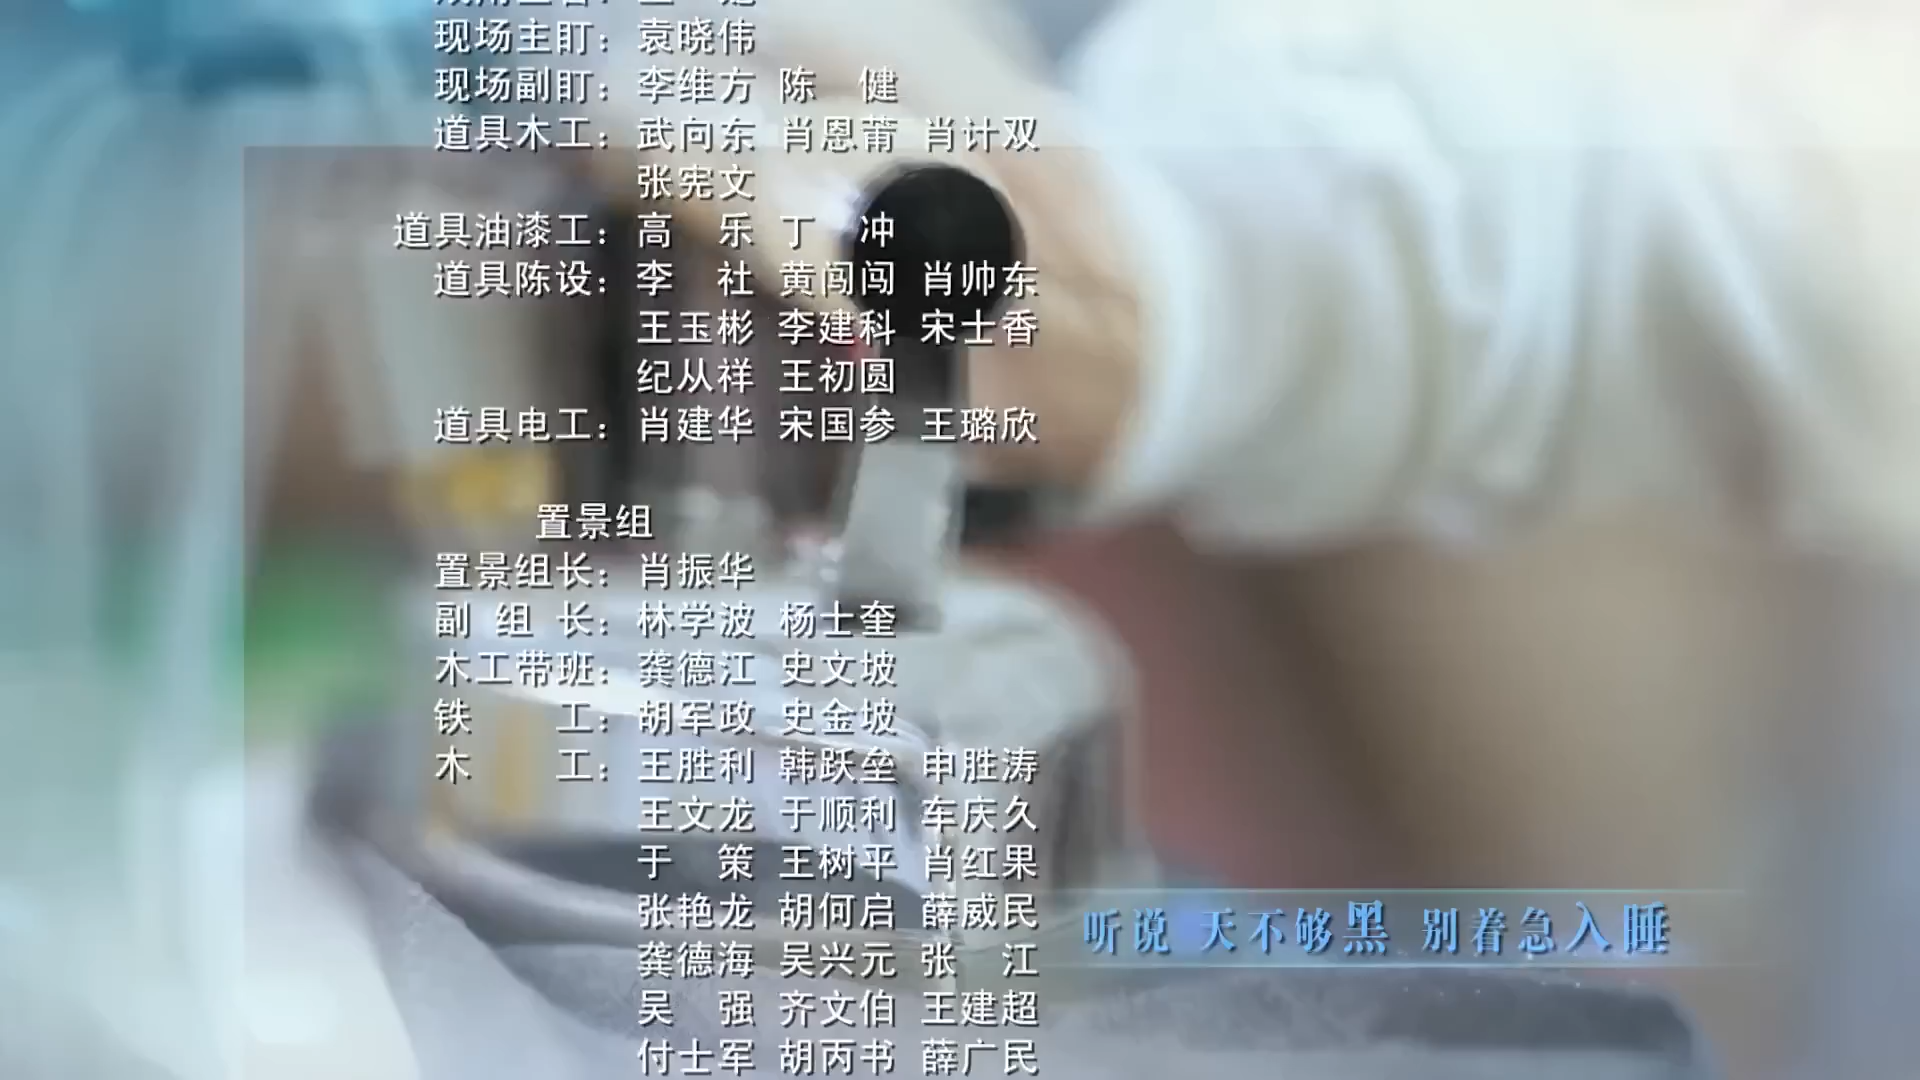 现场主盯：袁晓伟
现场副盯：李维方 陈 健
道具木工：武向东 肖恩莆 肖计双
张宪文
道具油漆工：高 乐 丁 冲
道具陈设：李 社 黄闯闯 肖帅东
王玉彬 李建科 宋士香
纪从祥 王初圆
道具电工：肖建华 宋国参 王璐欣
置景组
置景组长：肖振华
副 组 长：林学波 杨士奎
木工带班：龚德江 史文坡
铁 工：胡军政 史金坡
木 工：王胜利 韩跃垒 申胜涛
王文龙 于顺利 车庆久
于 策 王树平 肖红果
张艳龙 胡何启 薛威民
龚德海 吴兴元 张 江
吴 强 齐文伯 王建超
付士军 胡丙书 薛广民
听说 天不够黑 别着急入睡